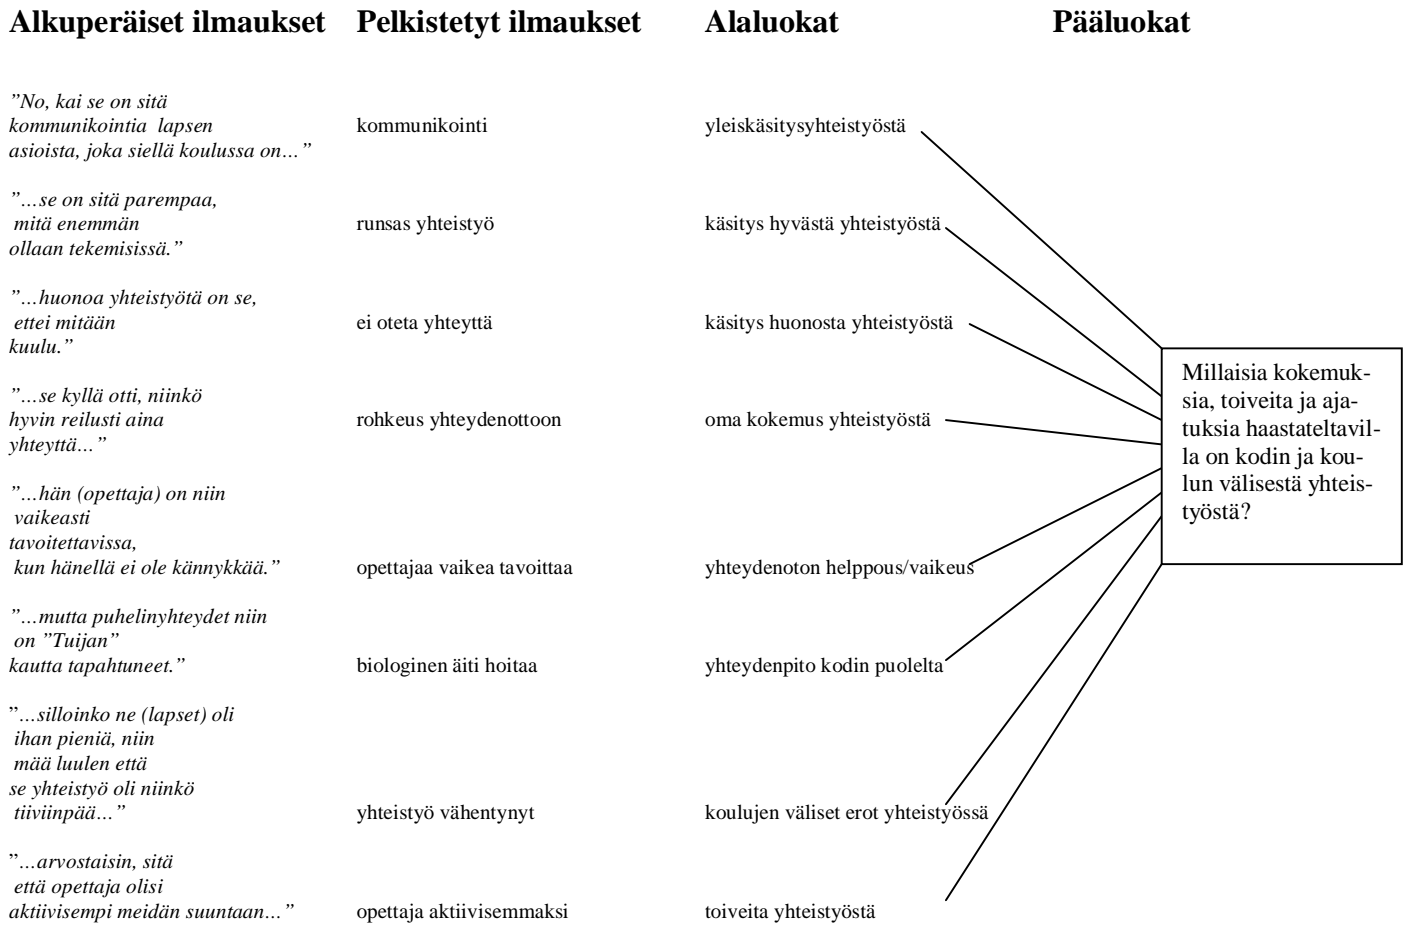 Alkuperäiset ilmaukset Pelkistetyt ilmaukset Alaluokat Pääluokat
”No, kai se on sitä
kommunikointia lapsen kommunikointi yleiskäsitysyhteistyöstä
asioista, joka siellä koulussa on…”
”…se on sitä parempaa,
mitä enemmän runsas yhteistyö käsitys hyvästä yhteistyöstä
ollaan tekemisissä.”
”…huonoa yhteistyötä on se,
ettei mitään ei oteta yhteyttä käsitys huonosta yhteistyöstä
kuulu.”
”…se kyllä otti, niinkö
hyvin reilusti aina rohkeus yhteydenottoon oma kokemus yhteistyöstä
yhteyttä…”
”…hän (opettaja) on niin
vaikeasti
tavoitettavissa,
kun hänellä ei ole kännykkää.” opettajaa vaikea tavoittaa yhteydenoton helppous/vaikeus
”…mutta puhelinyhteydet niin
on ”Tuijan”
kautta tapahtuneet.” biologinen äiti hoitaa yhteydenpito kodin puolelta
”…silloinko ne (lapset) oli
ihan pieniä, niin
mää luulen että
se yhteistyö oli niinkö
tiiviinpää…” yhteistyö vähentynyt koulujen väliset erot yhteistyössä
”…arvostaisin, sitä
että opettaja olisi
aktiivisempi meidän suuntaan…” opettaja aktiivisemmaksi toiveita yhteistyöstä
Millaisia kokemuk-
sia, toiveita ja aja-
tuksia haastateltavil-
la on kodin ja kou-
lun välisestä yhteis-
työstä?